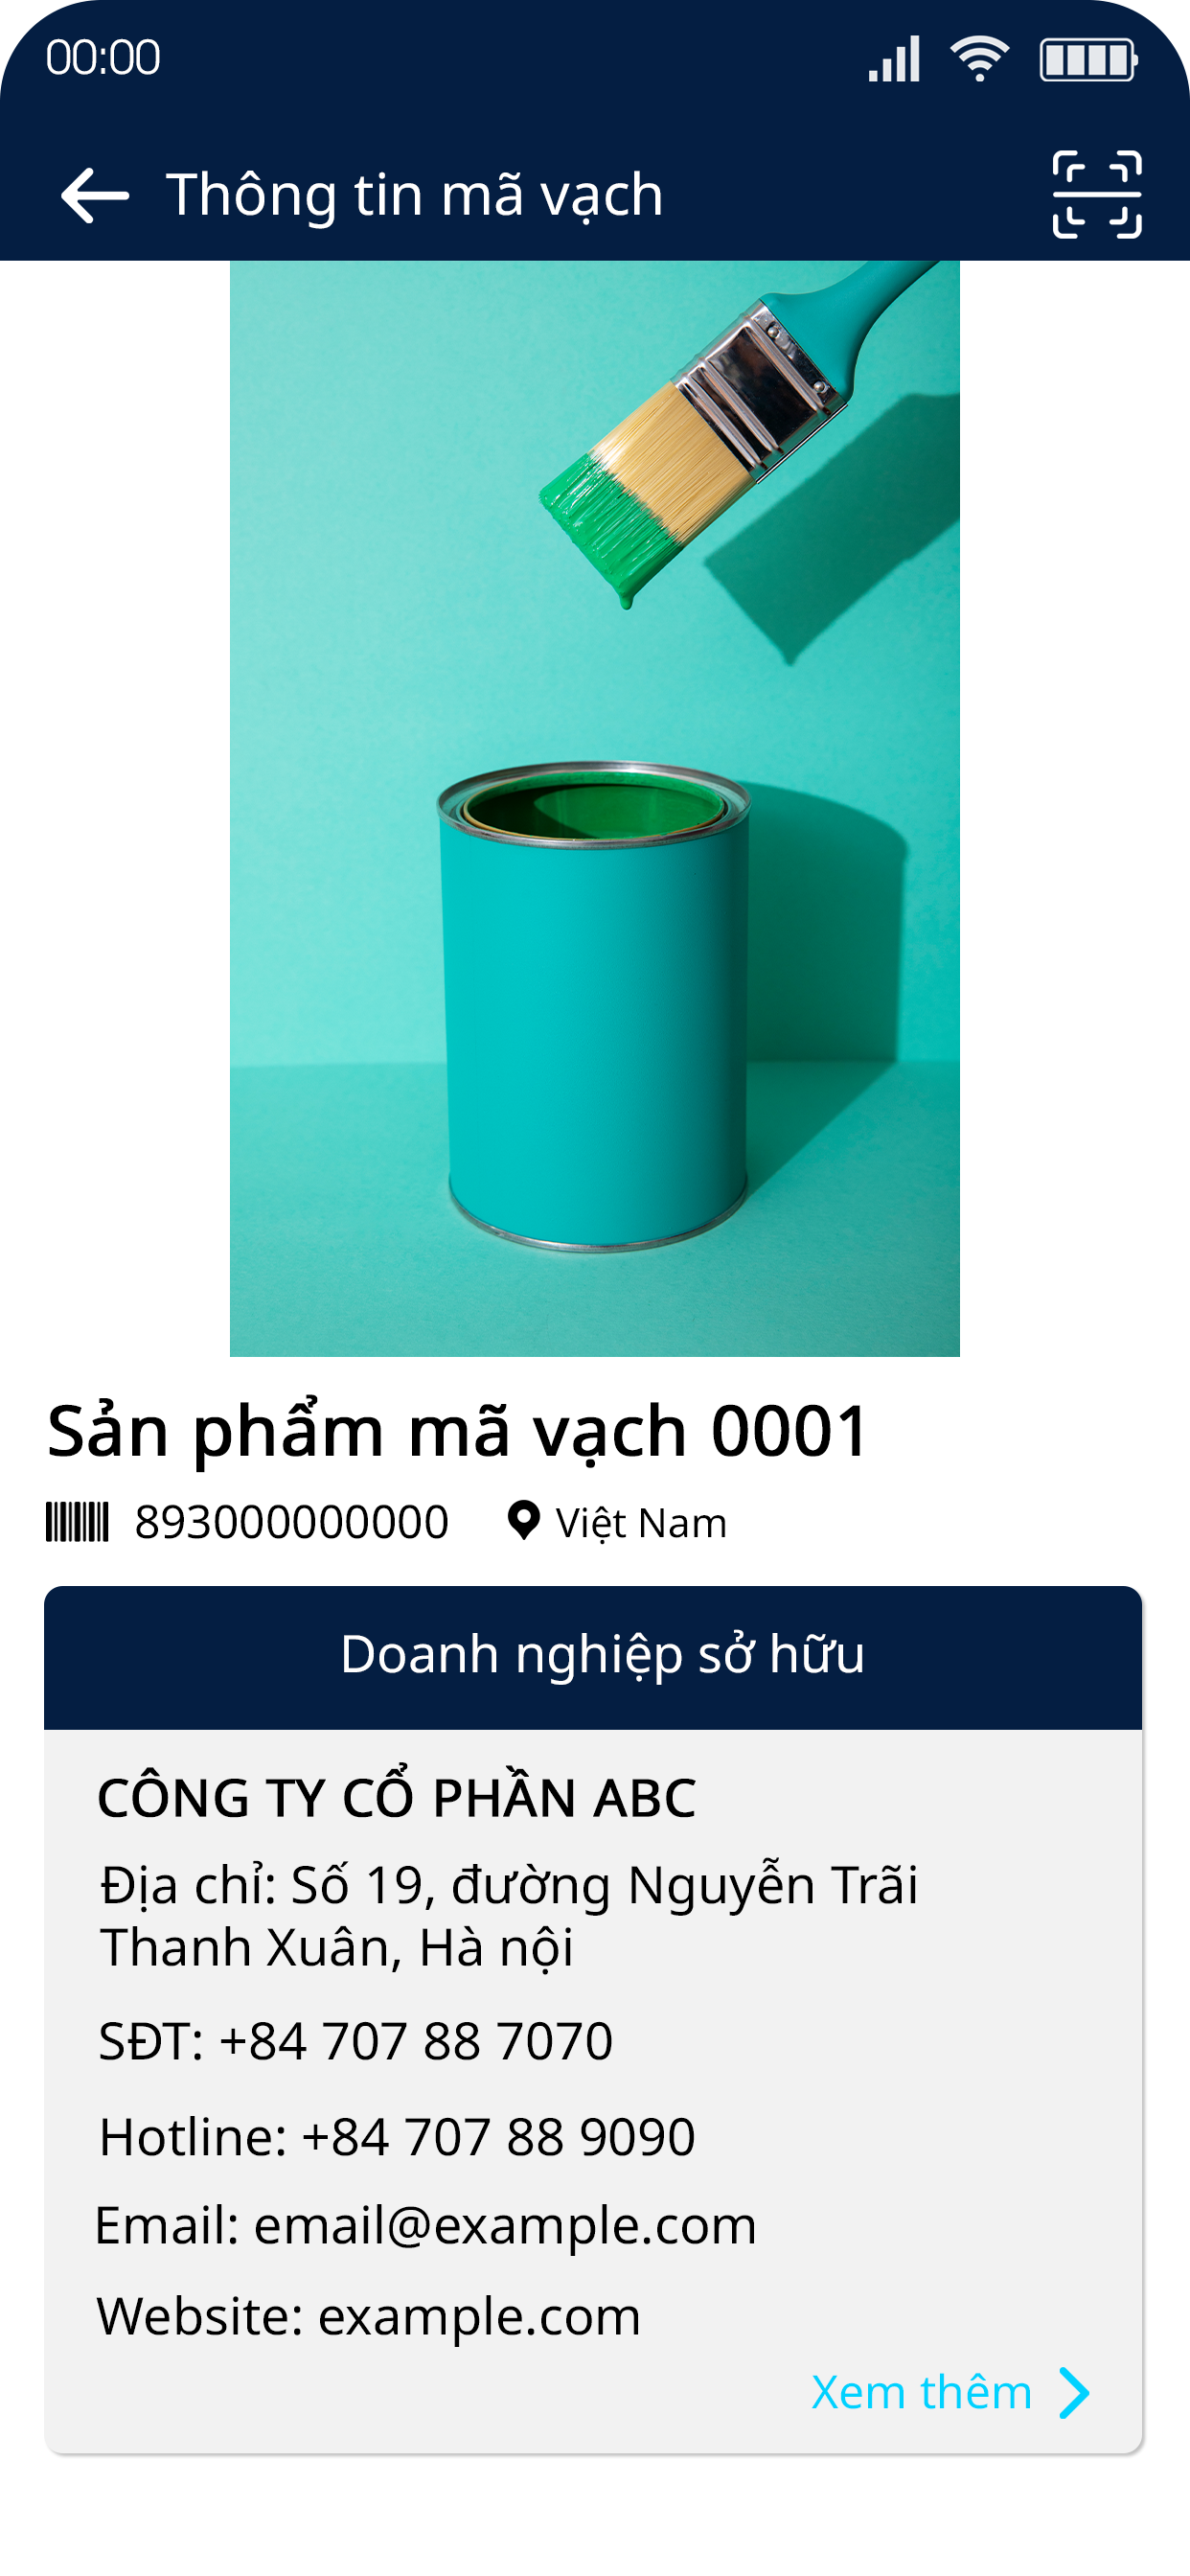 00:00
Thông tin mã vạch
Sản phẩm mã vạch 0001
893000000000
Việt Nam
Doanh nghiệp sở hữu
CÔNG TY CỔ PHẦN ABC
Địa chỉ: Số 19, đường Nguyễn Trãi
Thanh Xuân, Hà nội
SĐT: +84 707 88 7070
Hotline: +84 707 88 9090
Email: email@example.com
Website: example.com
Xem thêm